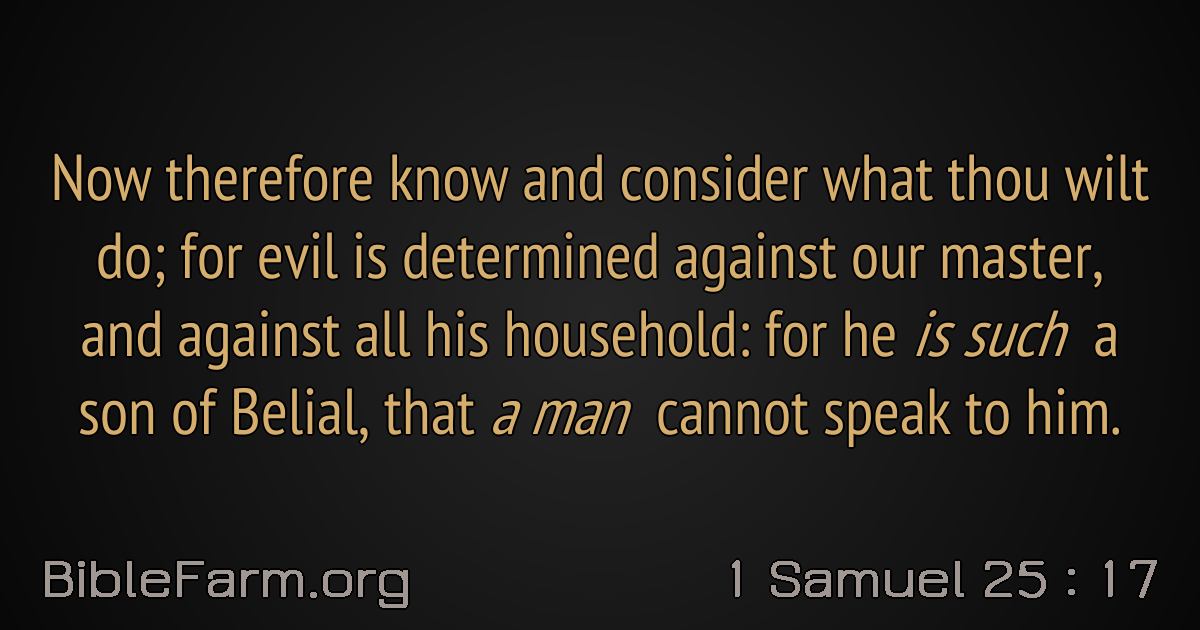 Now therefore know and consider what thou wilt
do; for evil is determined against our master,
and against all his household: for he is such a
son of Belial, that a man cannot speak to him.
BibleFarm.org
1 Samuel 25 : 17